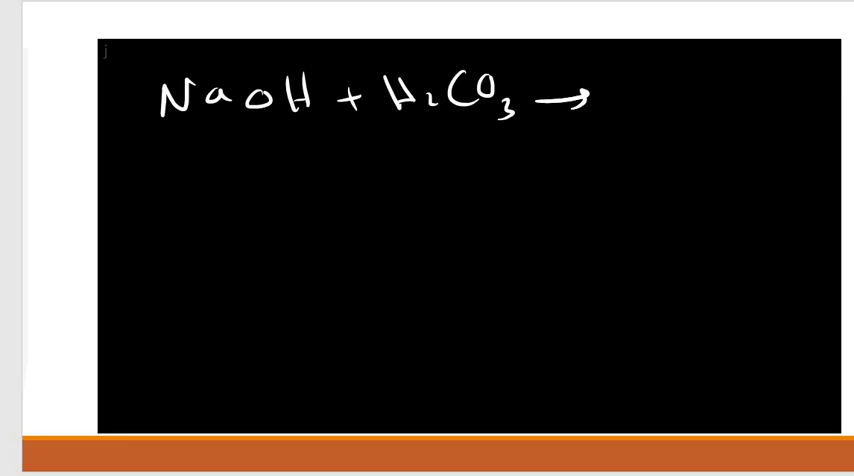 j
NaOH + H₂CO₃ →